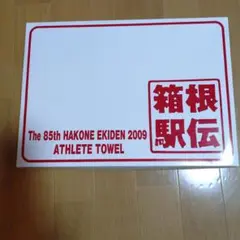 箱根
駅伝
The 85th HAKONE EKIDEN 2009
ATHLETE TOWEL